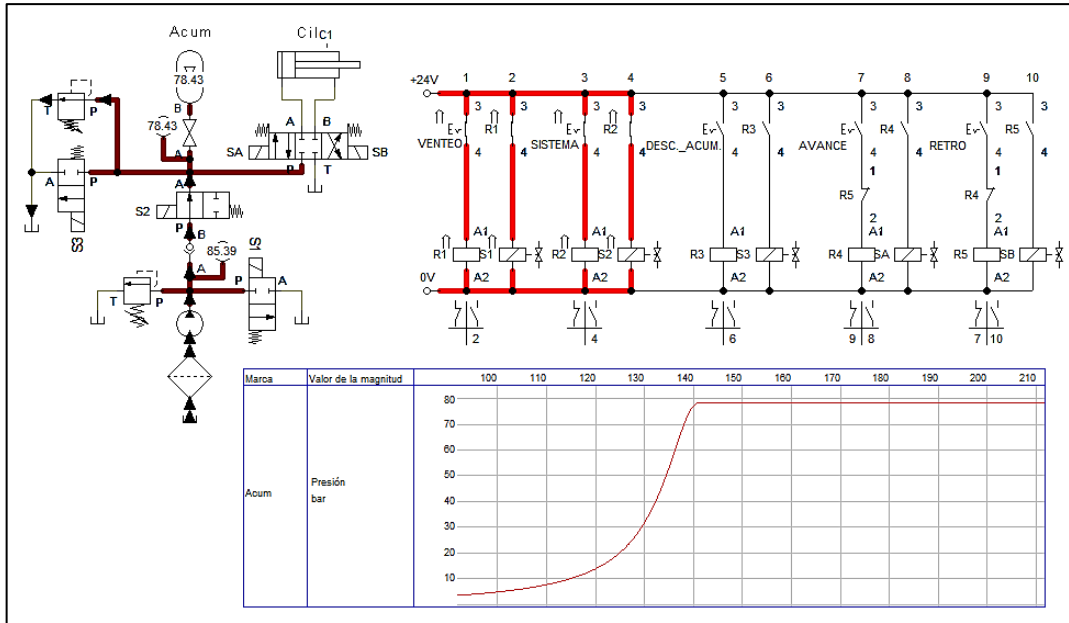 Acum
CilC1
78.43
B
A B
T P
78.43
SA SB
A
P T
A P
A
S2
S3
P B
85.39
S1
A
P A
T P
1 2 3 4 5 6 7 8 9 10
+24V
3 3 3 3 3 3 3 3 3 3
E R1 E R2 E R3 E R4 E R5
VENTEO SISTEMA DESC._ACUM. AVANCE RETRO
4 4 4 4 4 4 4 4 4 4
1 1
R5 R4
2 2
A1 A1 A1 A1 A1
R1 S1 R2 S2 R3 S3 R4 SA R5 SB
A2 A2 A2 A2 A2
0V
2 4 6 9 8 7 10
Marca Valor de la magnitud 100 110 120 130 140 150 160 170 180 190 200 210
80
70
60
50
Acum Presión
bar
40
30
20
10